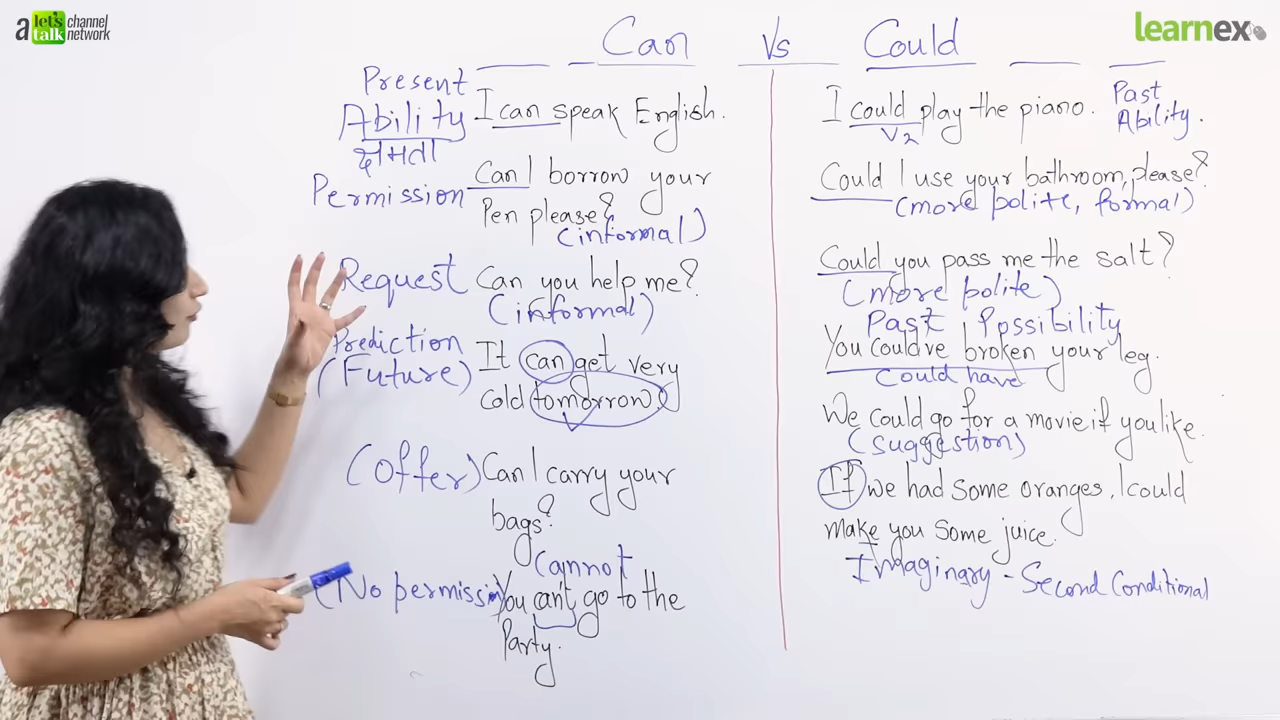 a let's talk channel network
learnex
Can Vs Could
Present
Ability
क्षमता
I can speak English.
Permission
Can I borrow your
Pen please?
(informal)
Request
Can you help me?
(informal)
Prediction
(Future)
It can get very
cold tomorrow
(Offer)
Can I carry your
bags?
Cannot
(No permissi
You can't go to the
Party.
I could play the piano.
V2
Past
Ability.
Could I use your bathroom, please?
(more polite, formal)
Could you pass me the salt?
(more polite)
Past Possibility
You could've broken your leg.
Could have
We could go for a movie if you like.
(suggestion)
If we had some oranges, I could
make you some juice.
Imaginary - Second Conditional